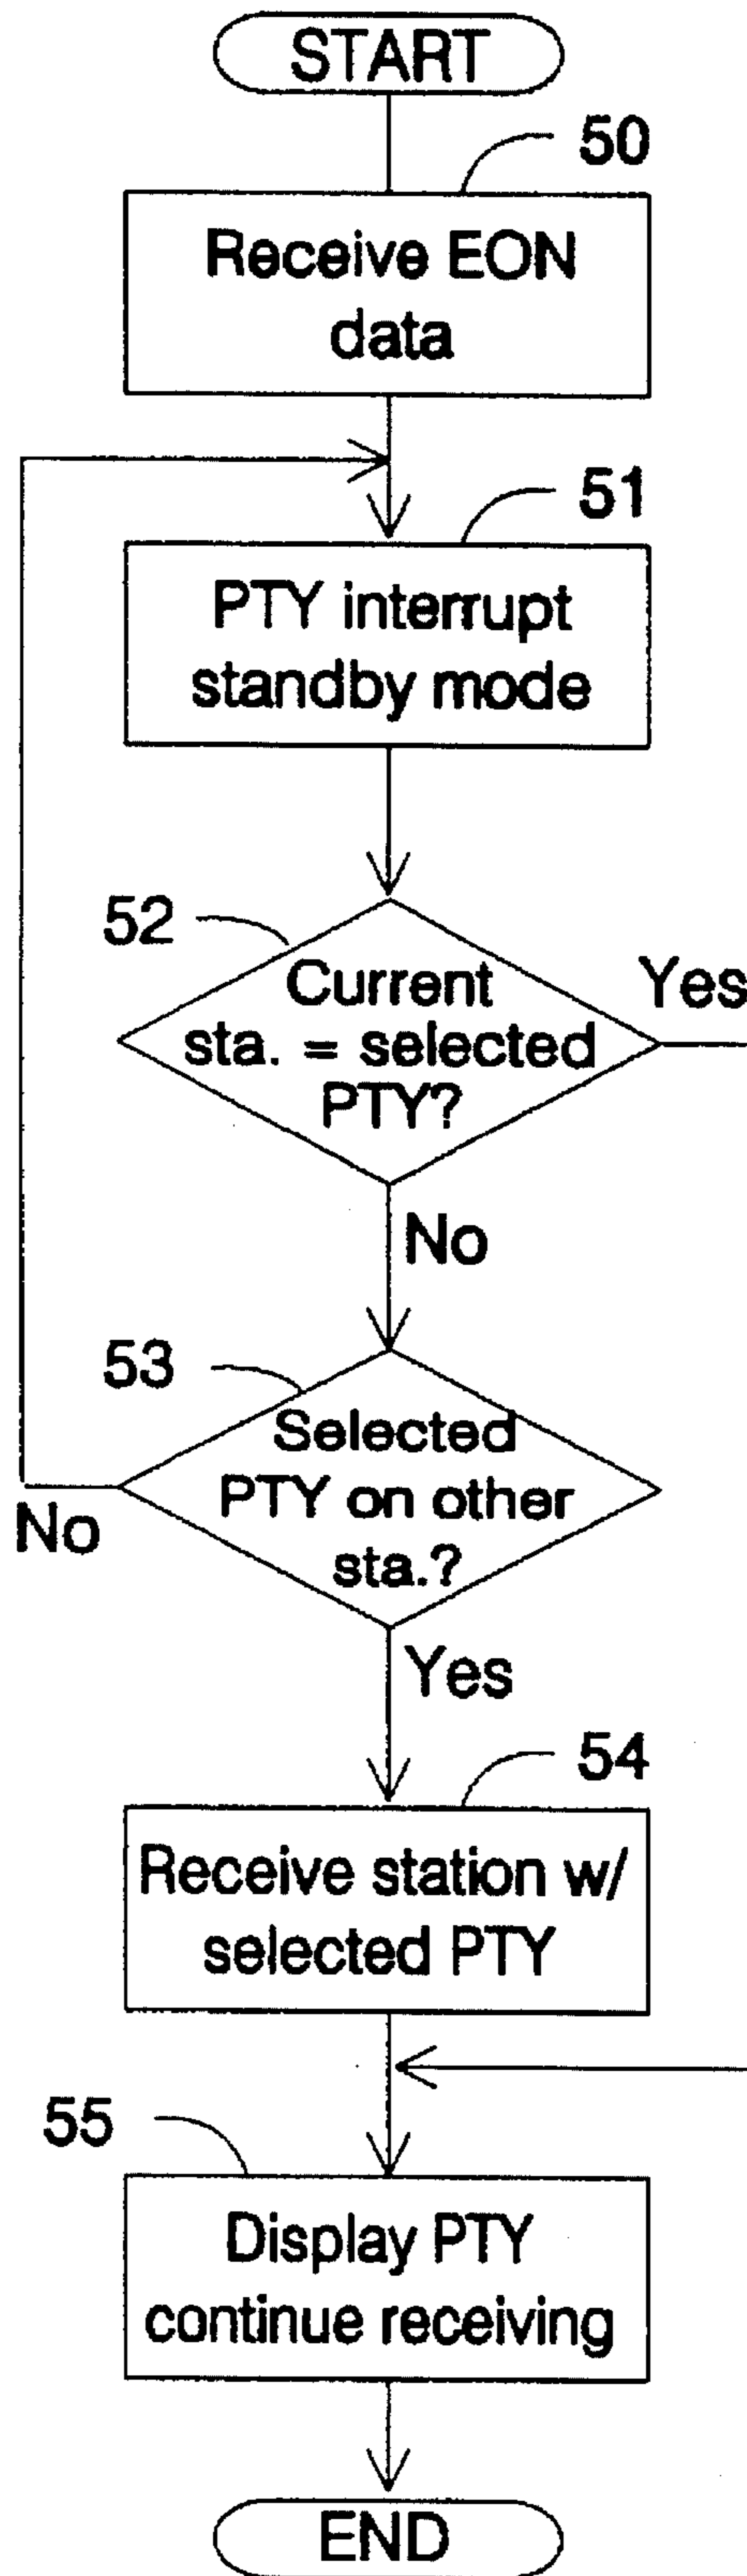 START
50
Receive EON
data
51
PTY interrupt
standby mode
52
Current
sta. = selected
PTY?
Yes
No
53
Selected
PTY on other
sta.?
No
Yes
54
Receive station w/
selected PTY
55
Display PTY
continue receiving
END